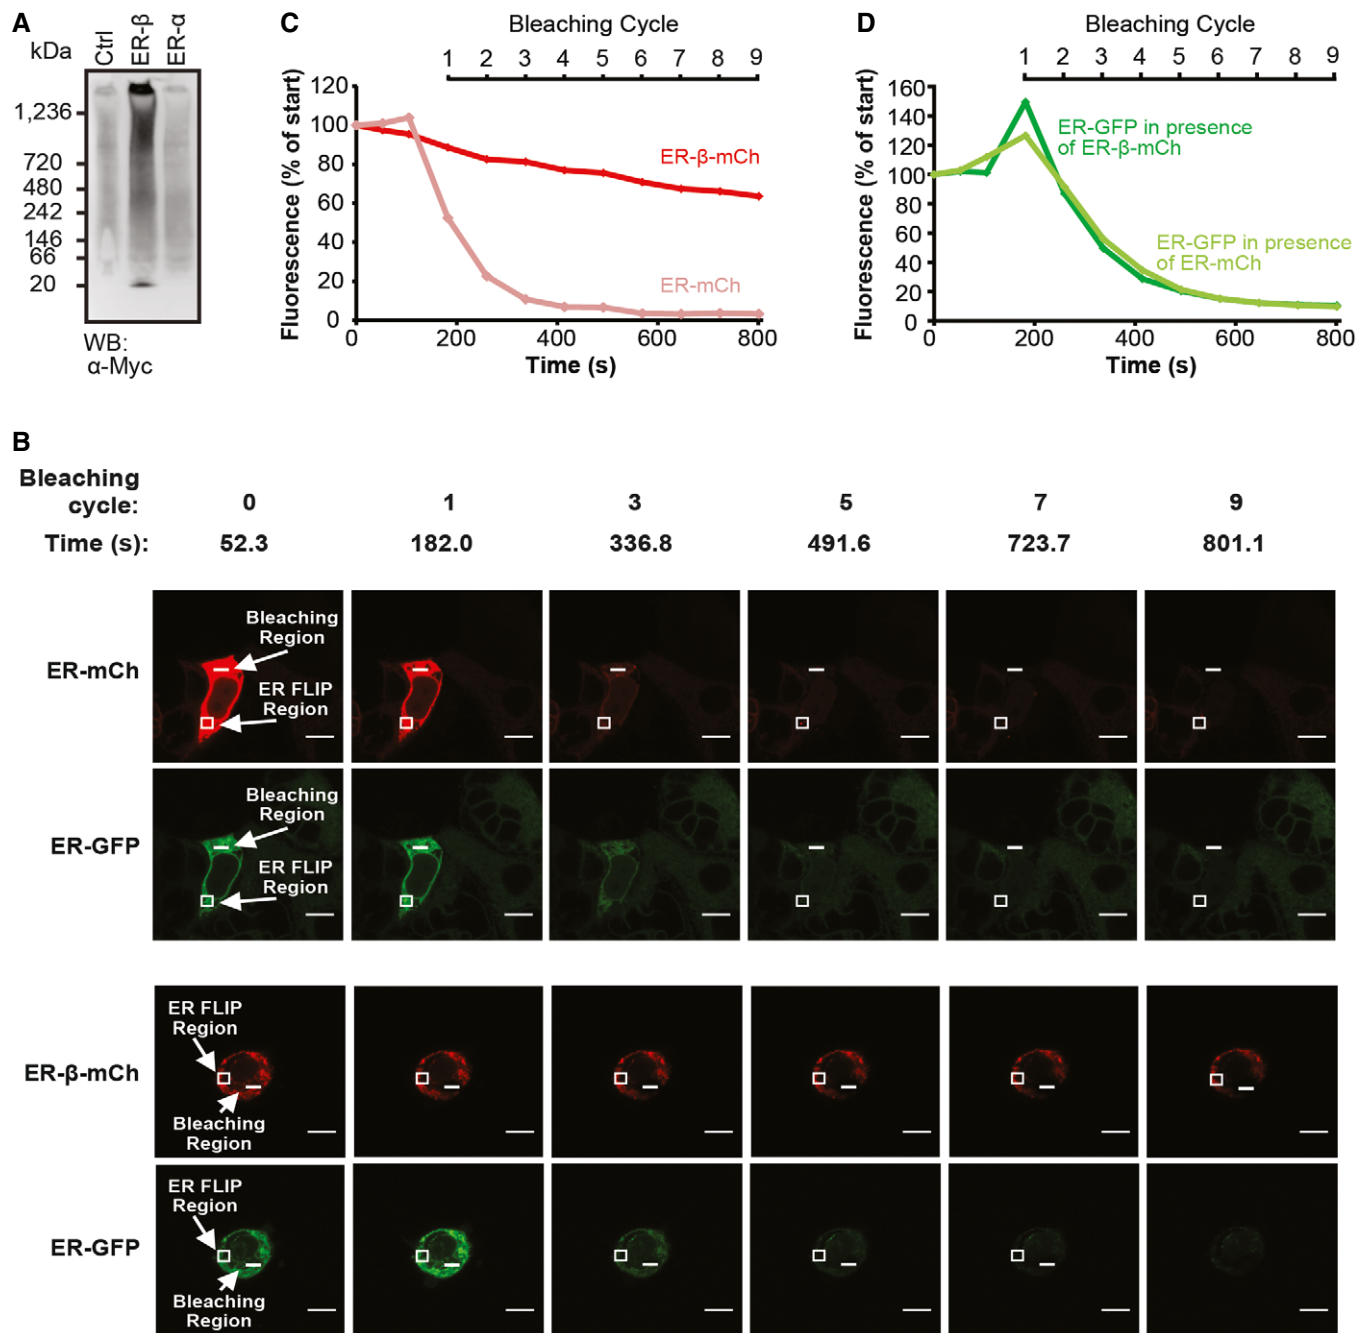 A
kDa
Ctrl
ER-β
ER-α
1,236
720
480
242
146
66
20
WB:
α-Myc
C
Bleaching Cycle
1 2 3 4 5 6 7 8 9
Fluorescence (% of start)
120
100
80
60
40
20
0
ER-β-mCh
ER-mCh
0 200 400 600 800
Time (s)
D
Bleaching Cycle
1 2 3 4 5 6 7 8 9
Fluorescence (% of start)
160
140
120
100
80
60
40
20
0
ER-GFP in presence
of ER-β-mCh
ER-GFP in presence
of ER-mCh
0 200 400 600 800
Time (s)
B
Bleaching
cycle:
0 1 3 5 7 9
Time (s): 52.3 182.0 336.8 491.6 723.7 801.1
ER-mCh
Bleaching
Region
ER FLIP
Region
ER-GFP
Bleaching
Region
ER FLIP
Region
ER-β-mCh
ER FLIP
Region
Bleaching
Region
ER-GFP
ER FLIP
Region
Bleaching
Region